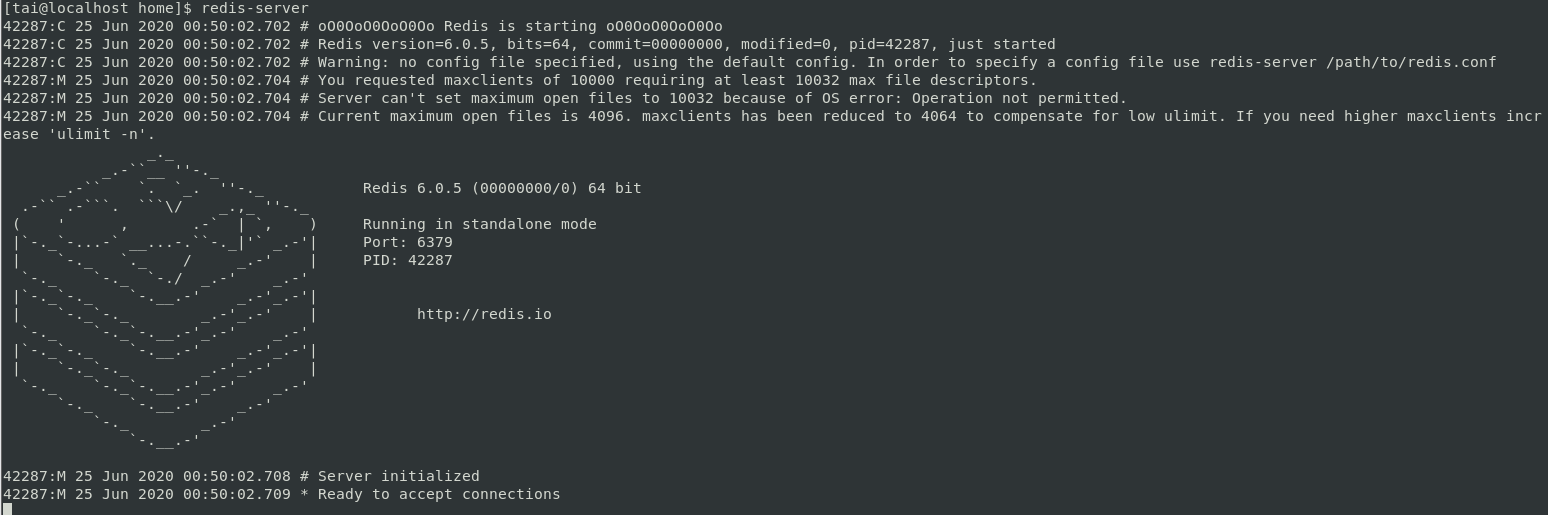 [tai@localhost home]$ redis-server
42287:C 25 Jun 2020 00:50:02.702 # oO0OoO0OoO0Oo Redis is starting oO0OoO0OoO0Oo
42287:C 25 Jun 2020 00:50:02.702 # Redis version=6.0.5, bits=64, commit=00000000, modified=0, pid=42287, just started
42287:C 25 Jun 2020 00:50:02.702 # Warning: no config file specified, using the default config. In order to specify a config file use redis-server /path/to/redis.conf
42287:M 25 Jun 2020 00:50:02.704 # You requested maxclients of 10000 requiring at least 10032 max file descriptors.
42287:M 25 Jun 2020 00:50:02.704 # Server can't set maximum open files to 10032 because of OS error: Operation not permitted.
42287:M 25 Jun 2020 00:50:02.704 # Current maximum open files is 4096. maxclients has been reduced to 4064 to compensate for low ulimit. If you need higher maxclients incr
ease 'ulimit -n'.
Redis 6.0.5 (00000000/0) 64 bit
Running in standalone mode
Port: 6379
PID: 42287
http://redis.io
42287:M 25 Jun 2020 00:50:02.708 # Server initialized
42287:M 25 Jun 2020 00:50:02.709 * Ready to accept connections